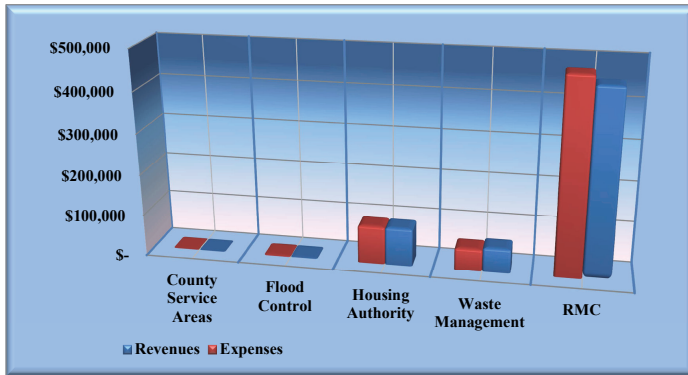 $500,000
$400,000
$300,000
$200,000
$100,000
$-
County
Service
Areas
Flood
Control
Housing
Authority
Waste
Management
RMC
Revenues Expenses